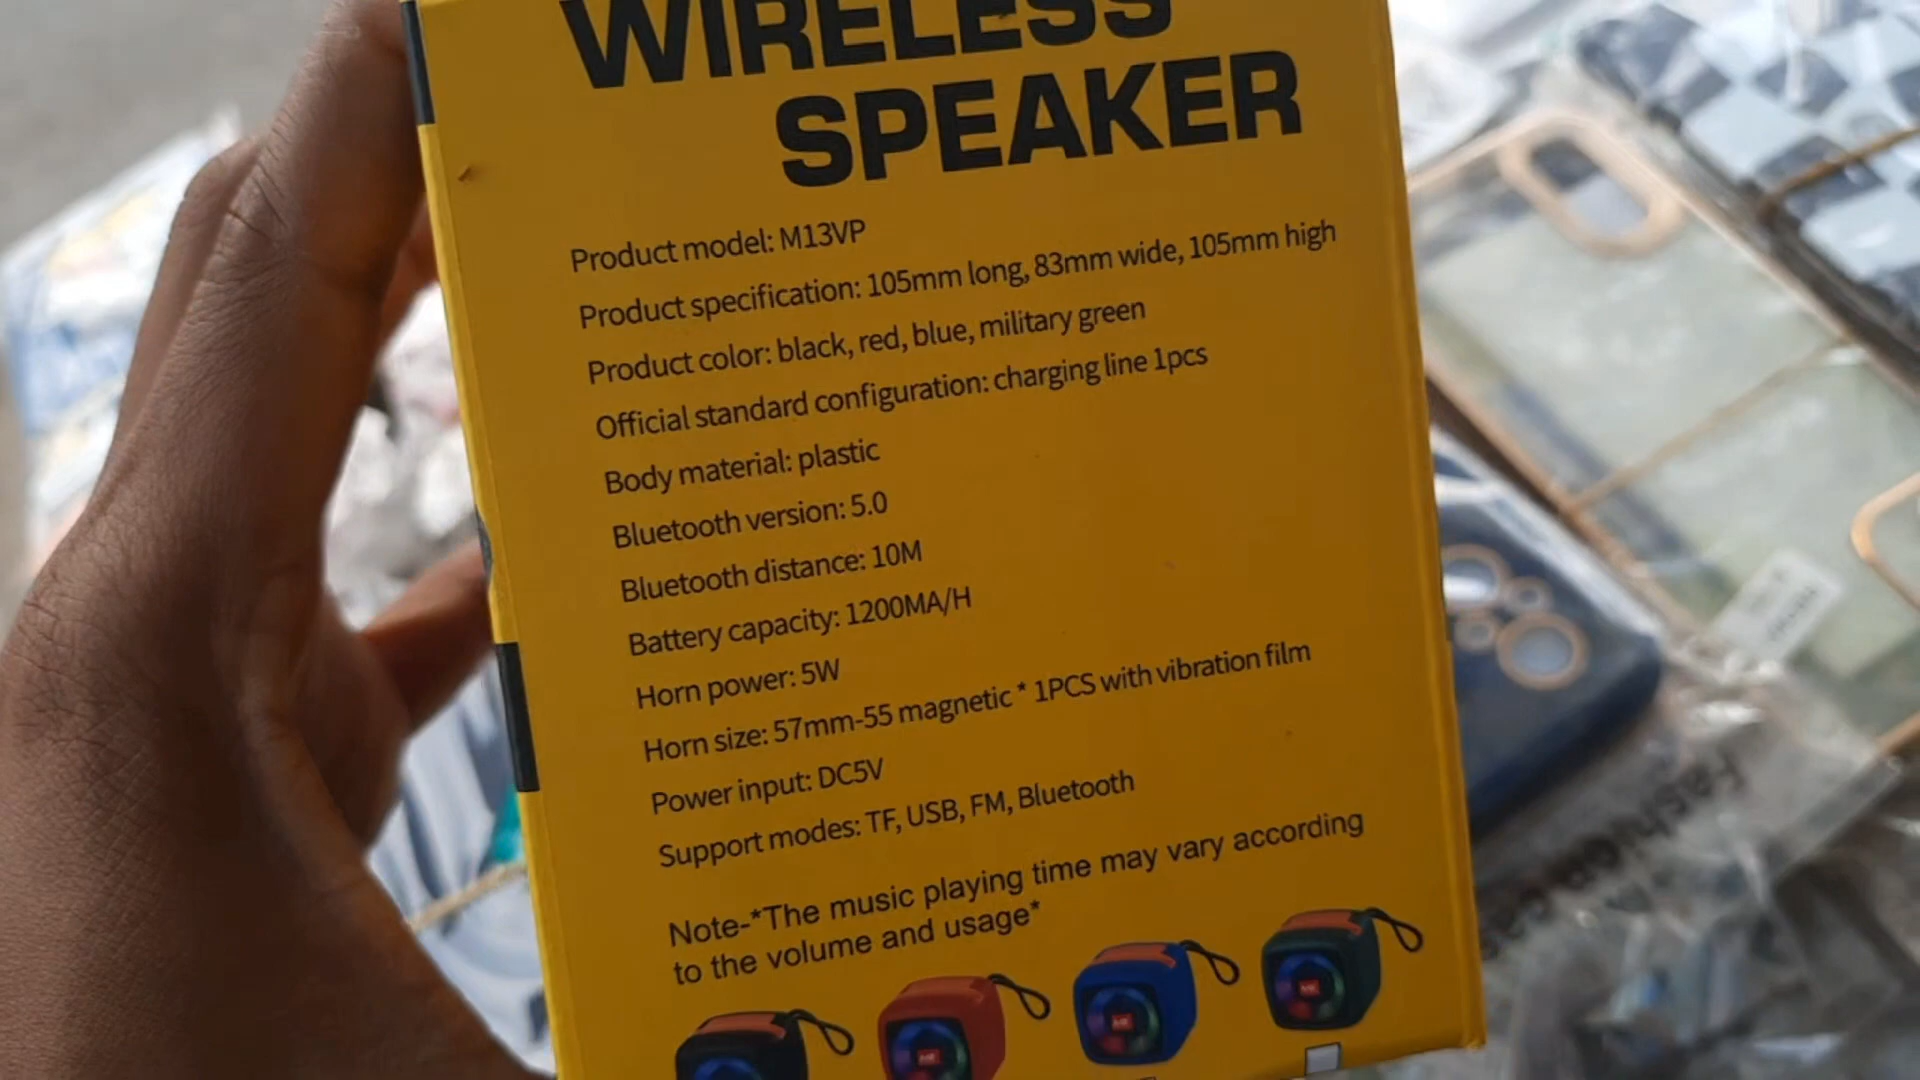 WIRELESS
SPEAKER
Product model: M13VP
Product specification: 105mm long, 83mm wide, 105mm high
Product color: black, red, blue, military green
Official standard configuration: charging line 1pcs
Body material: plastic
Bluetooth version: 5.0
Bluetooth distance: 10M
Battery capacity: 1200MA/H
Horn power: 5W
Horn size: 57mm-55 magnetic * 1PCS with vibration film
Power input: DC5V
Support modes: TF, USB, FM, Bluetooth
Note-*The music playing time may vary according
to the volume and usage*